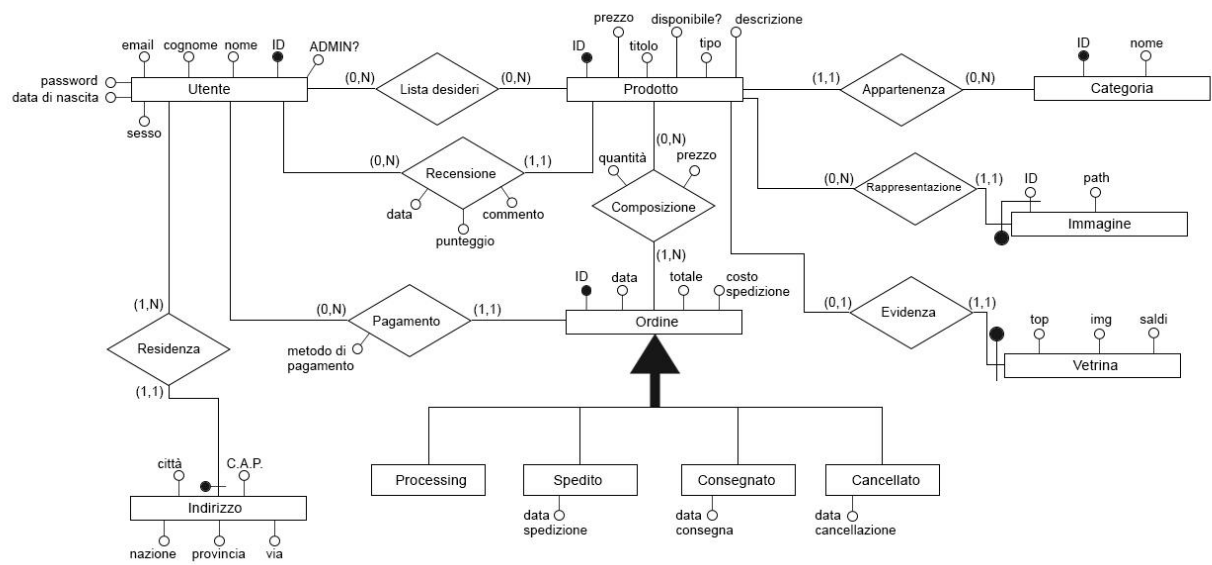 prezzo
disponibile?
descrizione
email
cognome
nome
ID
ADMIN?
ID
titolo
tipo
ID
nome
password
data di nascita
Utente
(0,N)
Lista desideri
(0,N)
Prodotto
(1,1)
Appartenenza
(0,N)
Categoria
sesso
(0,N)
Recensione
(1,1)
data
commento
punteggio
(0,N)
quantità
prezzo
Composizione
(1,N)
(0,N)
Rappresentazione
(1,1)
ID
path
Immagine
ID
data
totale
costo
spedizione
Ordine
(0,N)
Pagamento
(1,1)
metodo di
pagamento
(0,1)
Evidenza
(1,1)
top
img
saldi
Vetrina
(1,N)
Residenza
(1,1)
Processing
Spedito
Consegnato
Cancellato
data
spedizione
data
consegna
data
cancellazione
città
C.A.P.
Indirizzo
nazione
provincia
via